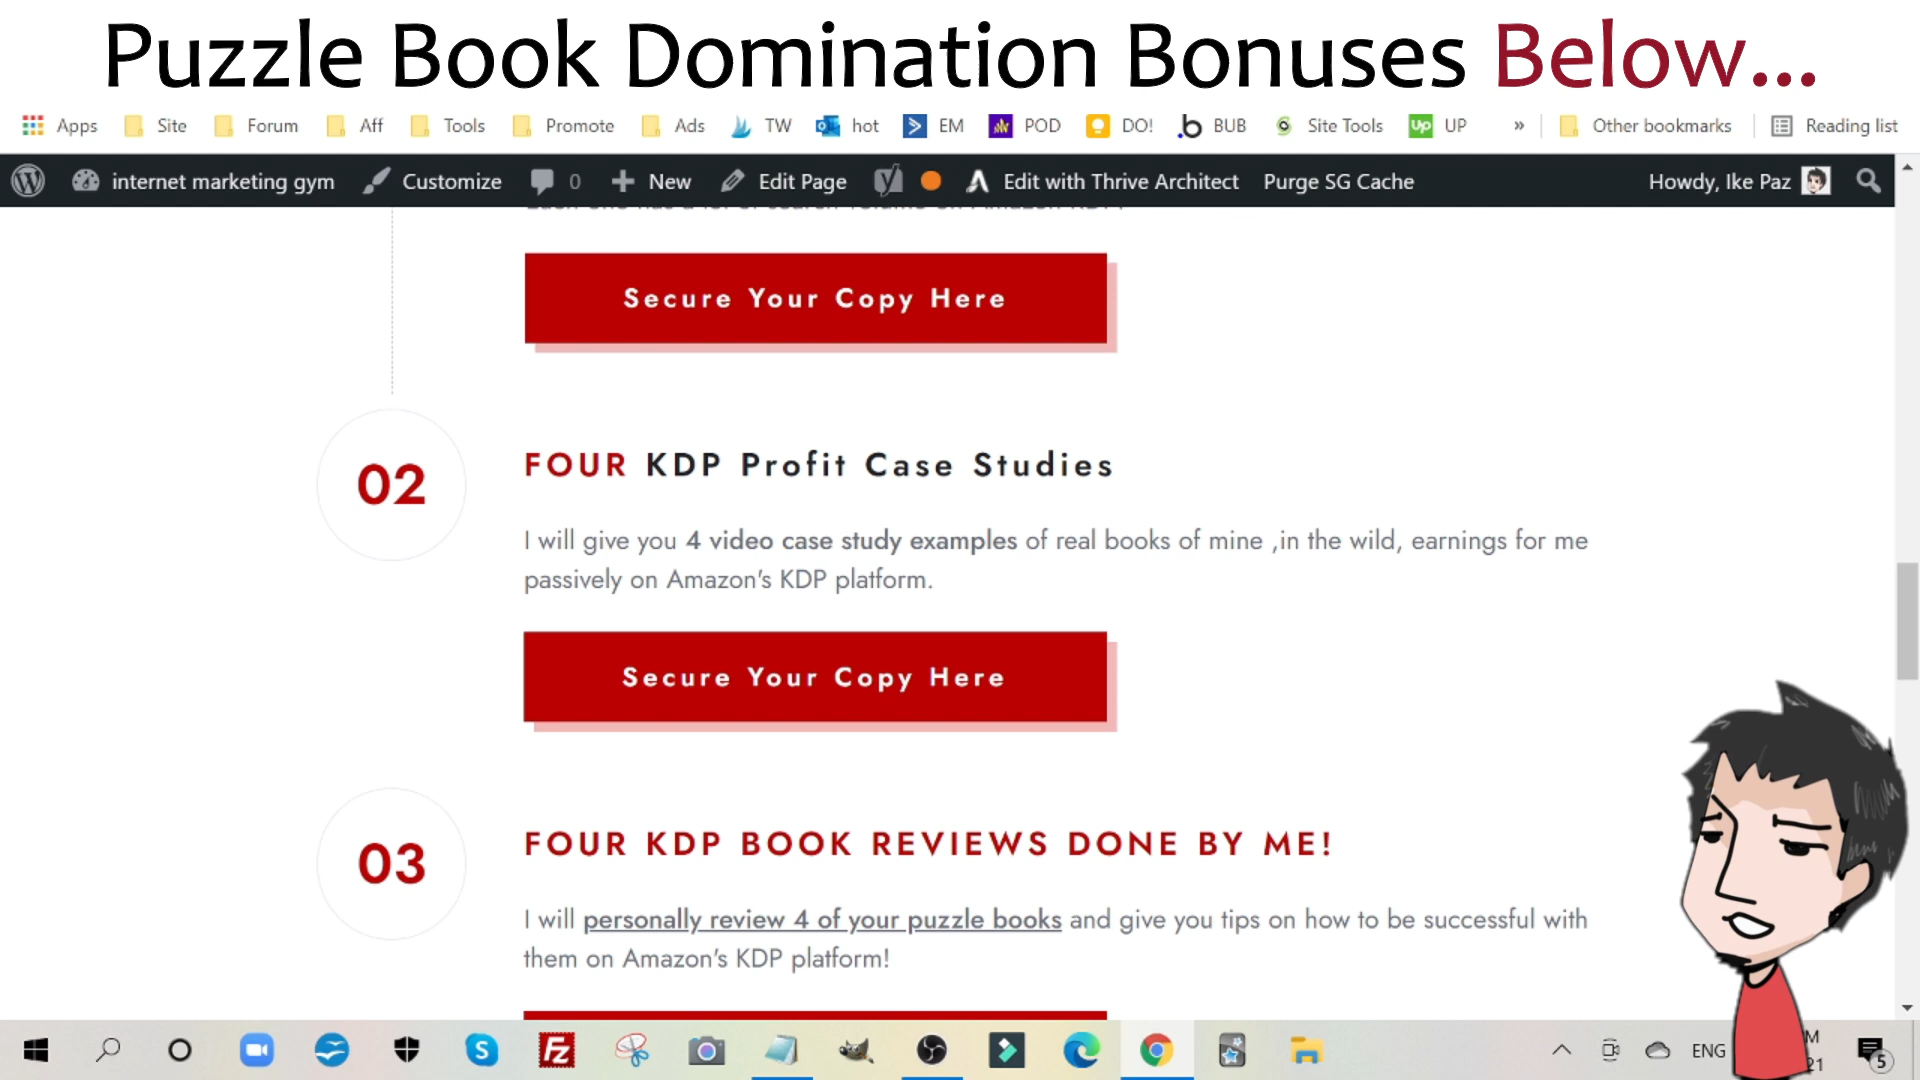 Puzzle Book Domination Bonuses Below...
Apps Site Forum Aff Tools Promote Ads TW hot EM POD DO! BUB Site Tools UP » Other bookmarks Reading list
internet marketing gym Customize 0 New Edit Page Edit with Thrive Architect Purge SG Cache Howdy, Ike Paz
Secure Your Copy Here
02
FOUR KDP Profit Case Studies
I will give you 4 video case study examples of real books of mine ,in the wild, earnings for me
passively on Amazon's KDP platform.
Secure Your Copy Here
03
FOUR KDP BOOK REVIEWS DONE BY ME!
I will personally review 4 of your puzzle books and give you tips on how to be successful with
them on Amazon's KDP platform!
ENG
5